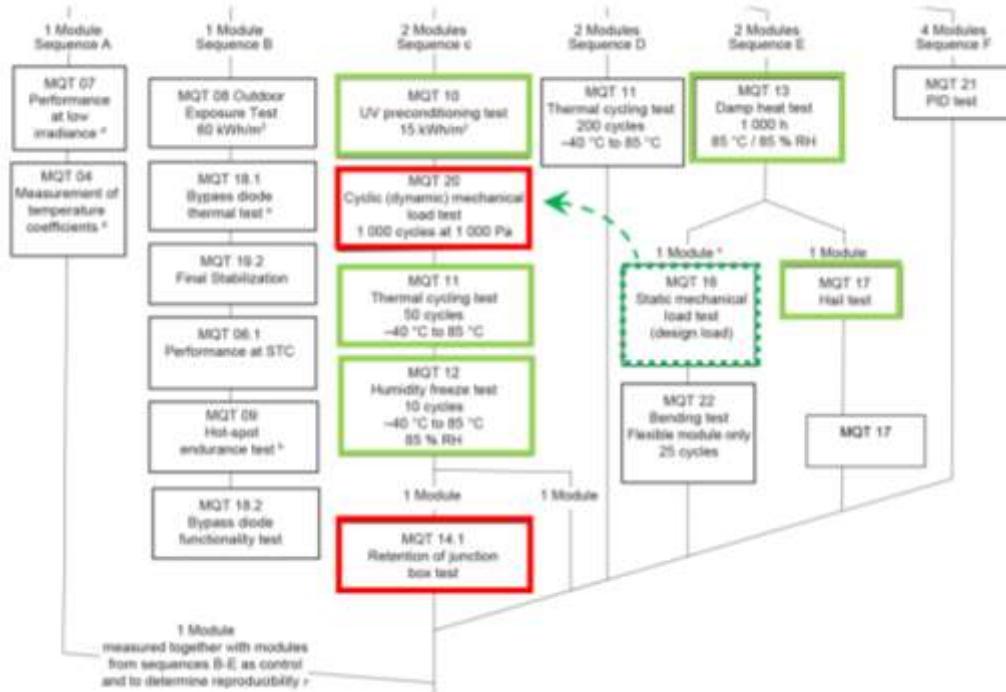 1 Module
Sequence A
MQT 07
Performance
at low
irradiance ᵃ
MQT 04
Measurement of
temperature
coefficients ᵃ
1 Module
Sequence B
MQT 08 Outdoor
Exposure Test
60 kWh/m²
MQT 18.1
Bypass diode
thermal test ᵃ
MQT 19.2
Final Stabilization
MQT 06.1
Performance at STC
MQT 09
Hot-spot
endurance test ᵇ
MQT 18.2
Bypass diode
functionality test
2 Modules
Sequence c
MQT 10
UV preconditioning test
15 kWh/m²
MQT 20
Cyclic (dynamic) mechanical
load test
1 000 cycles at 1 000 Pa
MQT 11
Thermal cycling test
50 cycles
–40 °C to 85 °C
MQT 12
Humidity freeze test
10 cycles
–40 °C to 85 °C
85 % RH
1 Module
1 Module
MQT 14.1
Retention of junction
box test
2 Modules
Sequence D
MQT 11
Thermal cycling test
200 cycles
–40 °C to 85 °C
2 Modules
Sequence E
MQT 13
Damp heat test
1 000 h
85 °C / 85 % RH
1 Module ᶜ
MQT 16
Static mechanical
load test
(design load)
MQT 22
Bending test
Flexible module only
25 cycles
1 Module
MQT 17
Hail test
MQT 17
4 Modules
Sequence F
MQT 21
PID test
1 Module
measured together with modules
from sequences B-E as control
and to determine reproducibility r